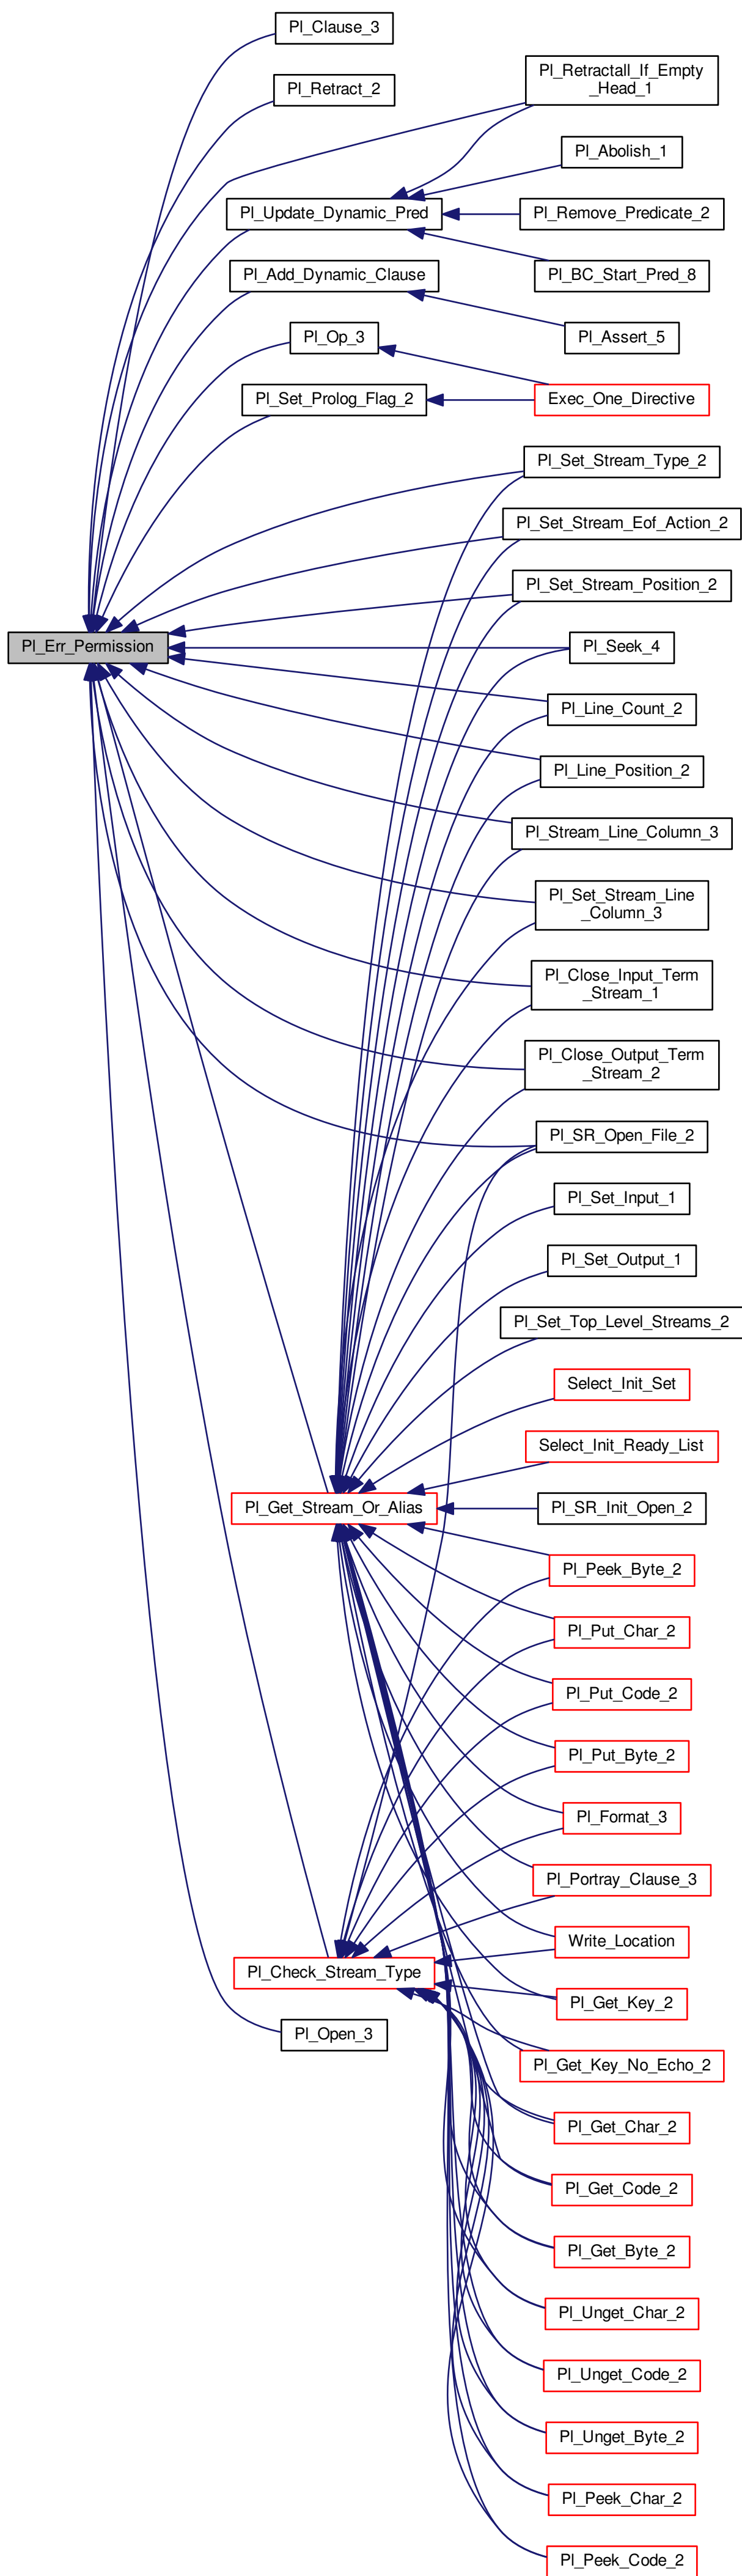 Pl_Clause_3
Pl_Retract_2
Pl_Retractall_If_Empty
_Head_1
Pl_Abolish_1
Pl_Update_Dynamic_Pred
Pl_Remove_Predicate_2
Pl_Add_Dynamic_Clause
Pl_BC_Start_Pred_8
Pl_Op_3
Pl_Assert_5
Pl_Set_Prolog_Flag_2
Exec_One_Directive
Pl_Set_Stream_Type_2
Pl_Set_Stream_Eof_Action_2
Pl_Set_Stream_Position_2
Pl_Err_Permission
Pl_Seek_4
Pl_Line_Count_2
Pl_Line_Position_2
Pl_Stream_Line_Column_3
Pl_Set_Stream_Line
_Column_3
Pl_Close_Input_Term
_Stream_1
Pl_Close_Output_Term
_Stream_2
Pl_SR_Open_File_2
Pl_Set_Input_1
Pl_Set_Output_1
Pl_Set_Top_Level_Streams_2
Select_Init_Set
Select_Init_Ready_List
Pl_Get_Stream_Or_Alias
Pl_SR_Init_Open_2
Pl_Peek_Byte_2
Pl_Put_Char_2
Pl_Put_Code_2
Pl_Put_Byte_2
Pl_Format_3
Pl_Portray_Clause_3
Write_Location
Pl_Check_Stream_Type
Pl_Get_Key_2
Pl_Open_3
Pl_Get_Key_No_Echo_2
Pl_Get_Char_2
Pl_Get_Code_2
Pl_Get_Byte_2
Pl_Unget_Char_2
Pl_Unget_Code_2
Pl_Unget_Byte_2
Pl_Peek_Char_2
Pl_Peek_Code_2